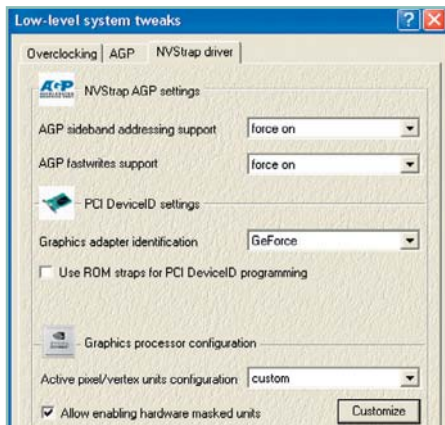 Low-level system tweaks
Overclocking AGP NVStrap driver
AGP NVStrap AGP settings
AGP sideband addressing support force on
AGP fastwrites support force on
PCI DeviceID settings
Graphics adapter identification GeForce
Use ROM straps for PCI DeviceID programming
Graphics processor configuration
Active pixel/vertex units configuration custom
Allow enabling hardware masked units Customize